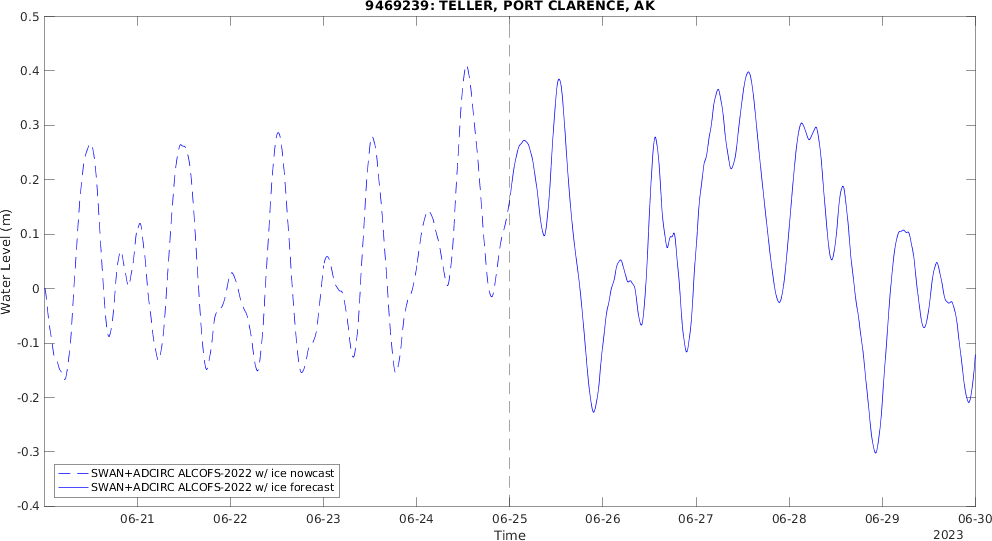 9469239: TELLER, PORT CLARENCE, AK
0.5
0.4
0.3
0.2
0.1
0
-0.1
-0.2
-0.3
-0.4
Water Level (m)
SWAN+ADCIRC ALCOFS-2022 w/ ice nowcast
SWAN+ADCIRC ALCOFS-2022 w/ ice forecast
06-21 06-22 06-23 06-24 06-25 06-26 06-27 06-28 06-29 06-30
Time
2023